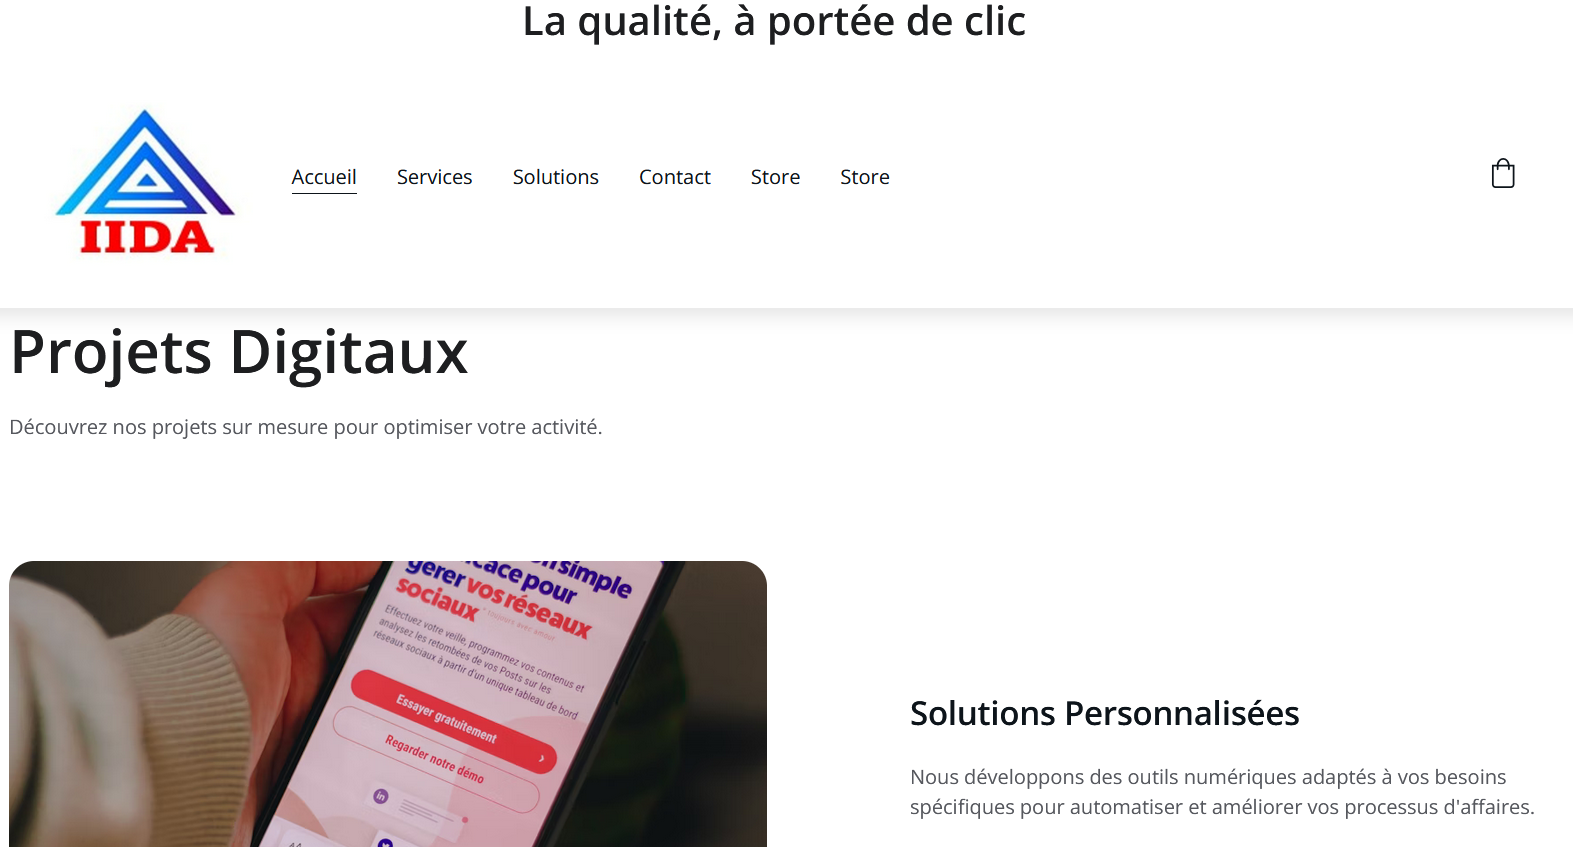 La qualité, à portée de clic
IIDA
Accueil Services Solutions Contact Store Store
Projets Digitaux
Découvrez nos projets sur mesure pour optimiser votre activité.
simple
cace pour
gérer vos réseaux
sociaux
Effectuez votre veille, programmez vos contenus et
analysez les retombées de vos Posts sur les
réseaux sociaux à partir d'un unique tableau de bord
Essayer gratuitement
Regarder notre démo
in
Solutions Personnalisées
Nous développons des outils numériques adaptés à vos besoins
spécifiques pour automatiser et améliorer vos processus d'affaires.